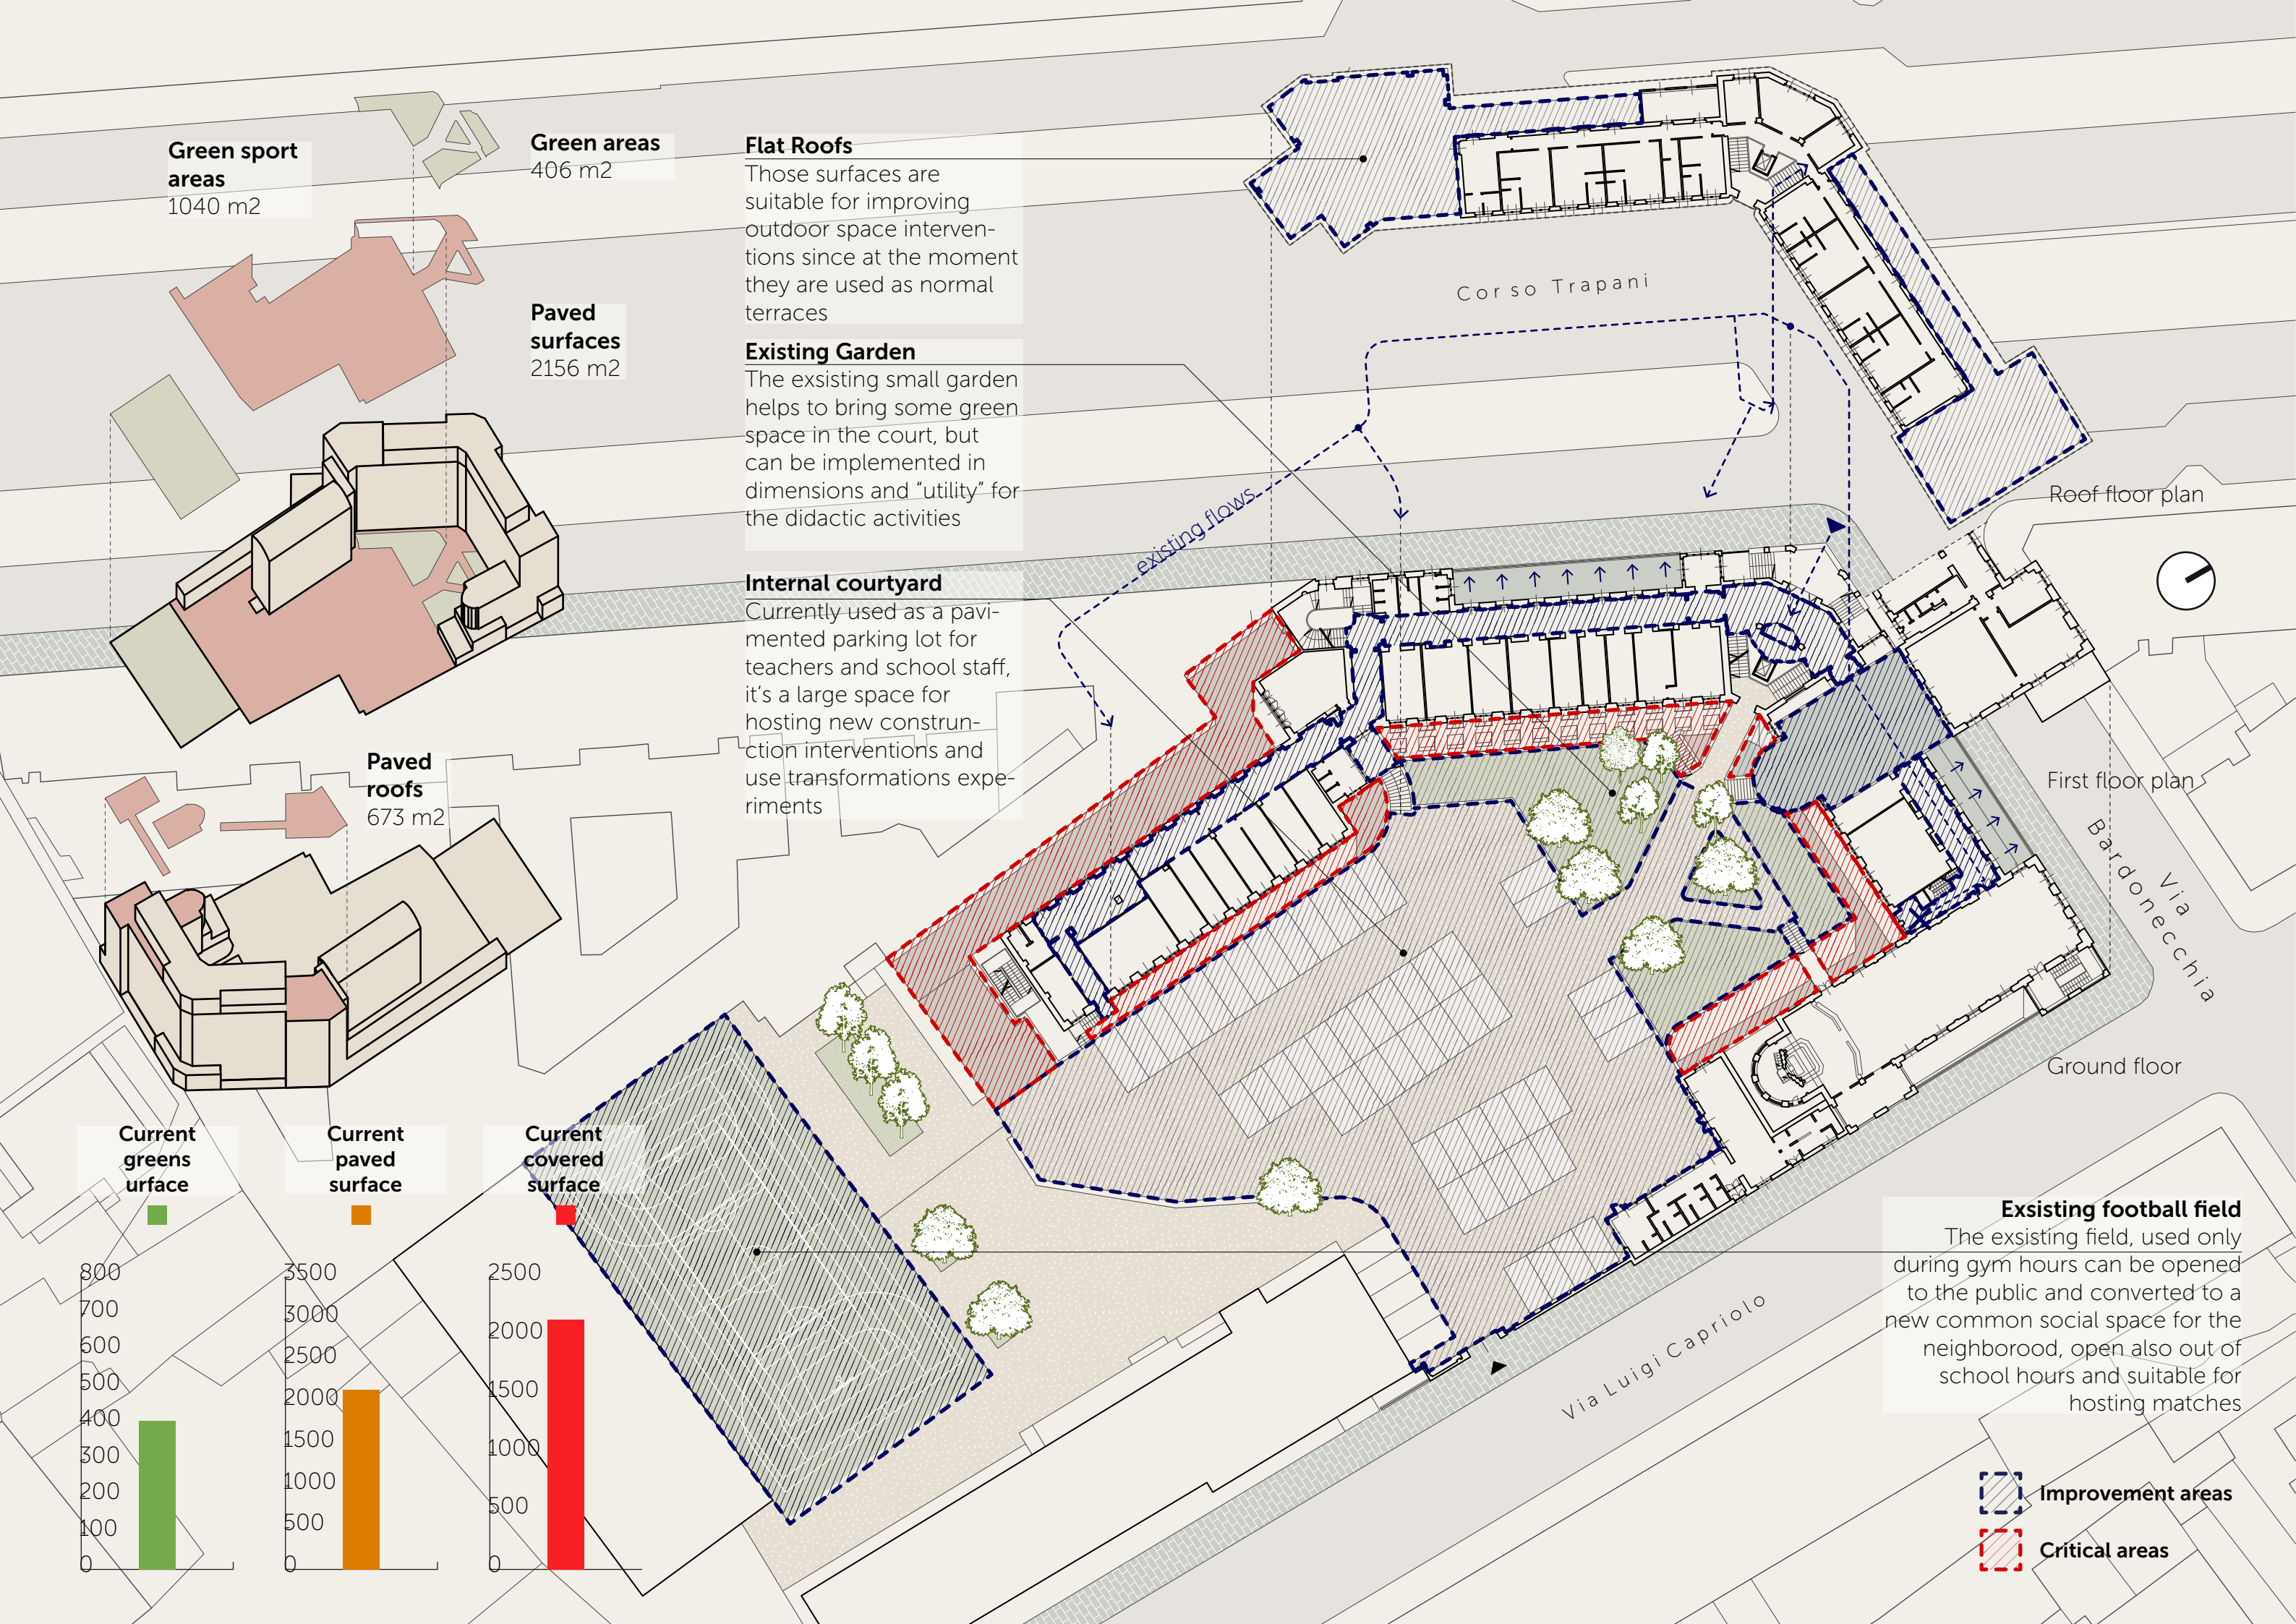 Green sport
areas
1040 m2
Green areas
406 m2
Paved
surfaces
2156 m2
Flat Roofs
Those surfaces are
suitable for improving
outdoor space interven-
tions since at the moment
they are used as normal
terraces
Existing Garden
The exsisting small garden
helps to bring some green
space in the court, but
can be implemented in
dimensions and “utility” for
the didactic activities
Internal courtyard
Currently used as a pavi-
mented parking lot for
teachers and school staff,
it’s a large space for
hosting new construn-
ction interventions and
use transformations expe-
riments
Corso Trapani
existing flows
Roof floor plan
First floor plan
Via
Bardonecchia
Ground floor
Via Luigi Capriolo
Paved
roofs
673 m2
Current
greens
urface
800
700
600
500
400
300
200
100
0
Current
paved
surface
3500
3000
2500
2000
1500
1000
500
0
Current
covered
surface
2500
2000
1500
1000
500
0
Exsisting football field
The exsisting field, used only
during gym hours can be opened
to the public and converted to a
new common social space for the
neighborood, open also out of
school hours and suitable for
hosting matches
Improvement areas
Critical areas